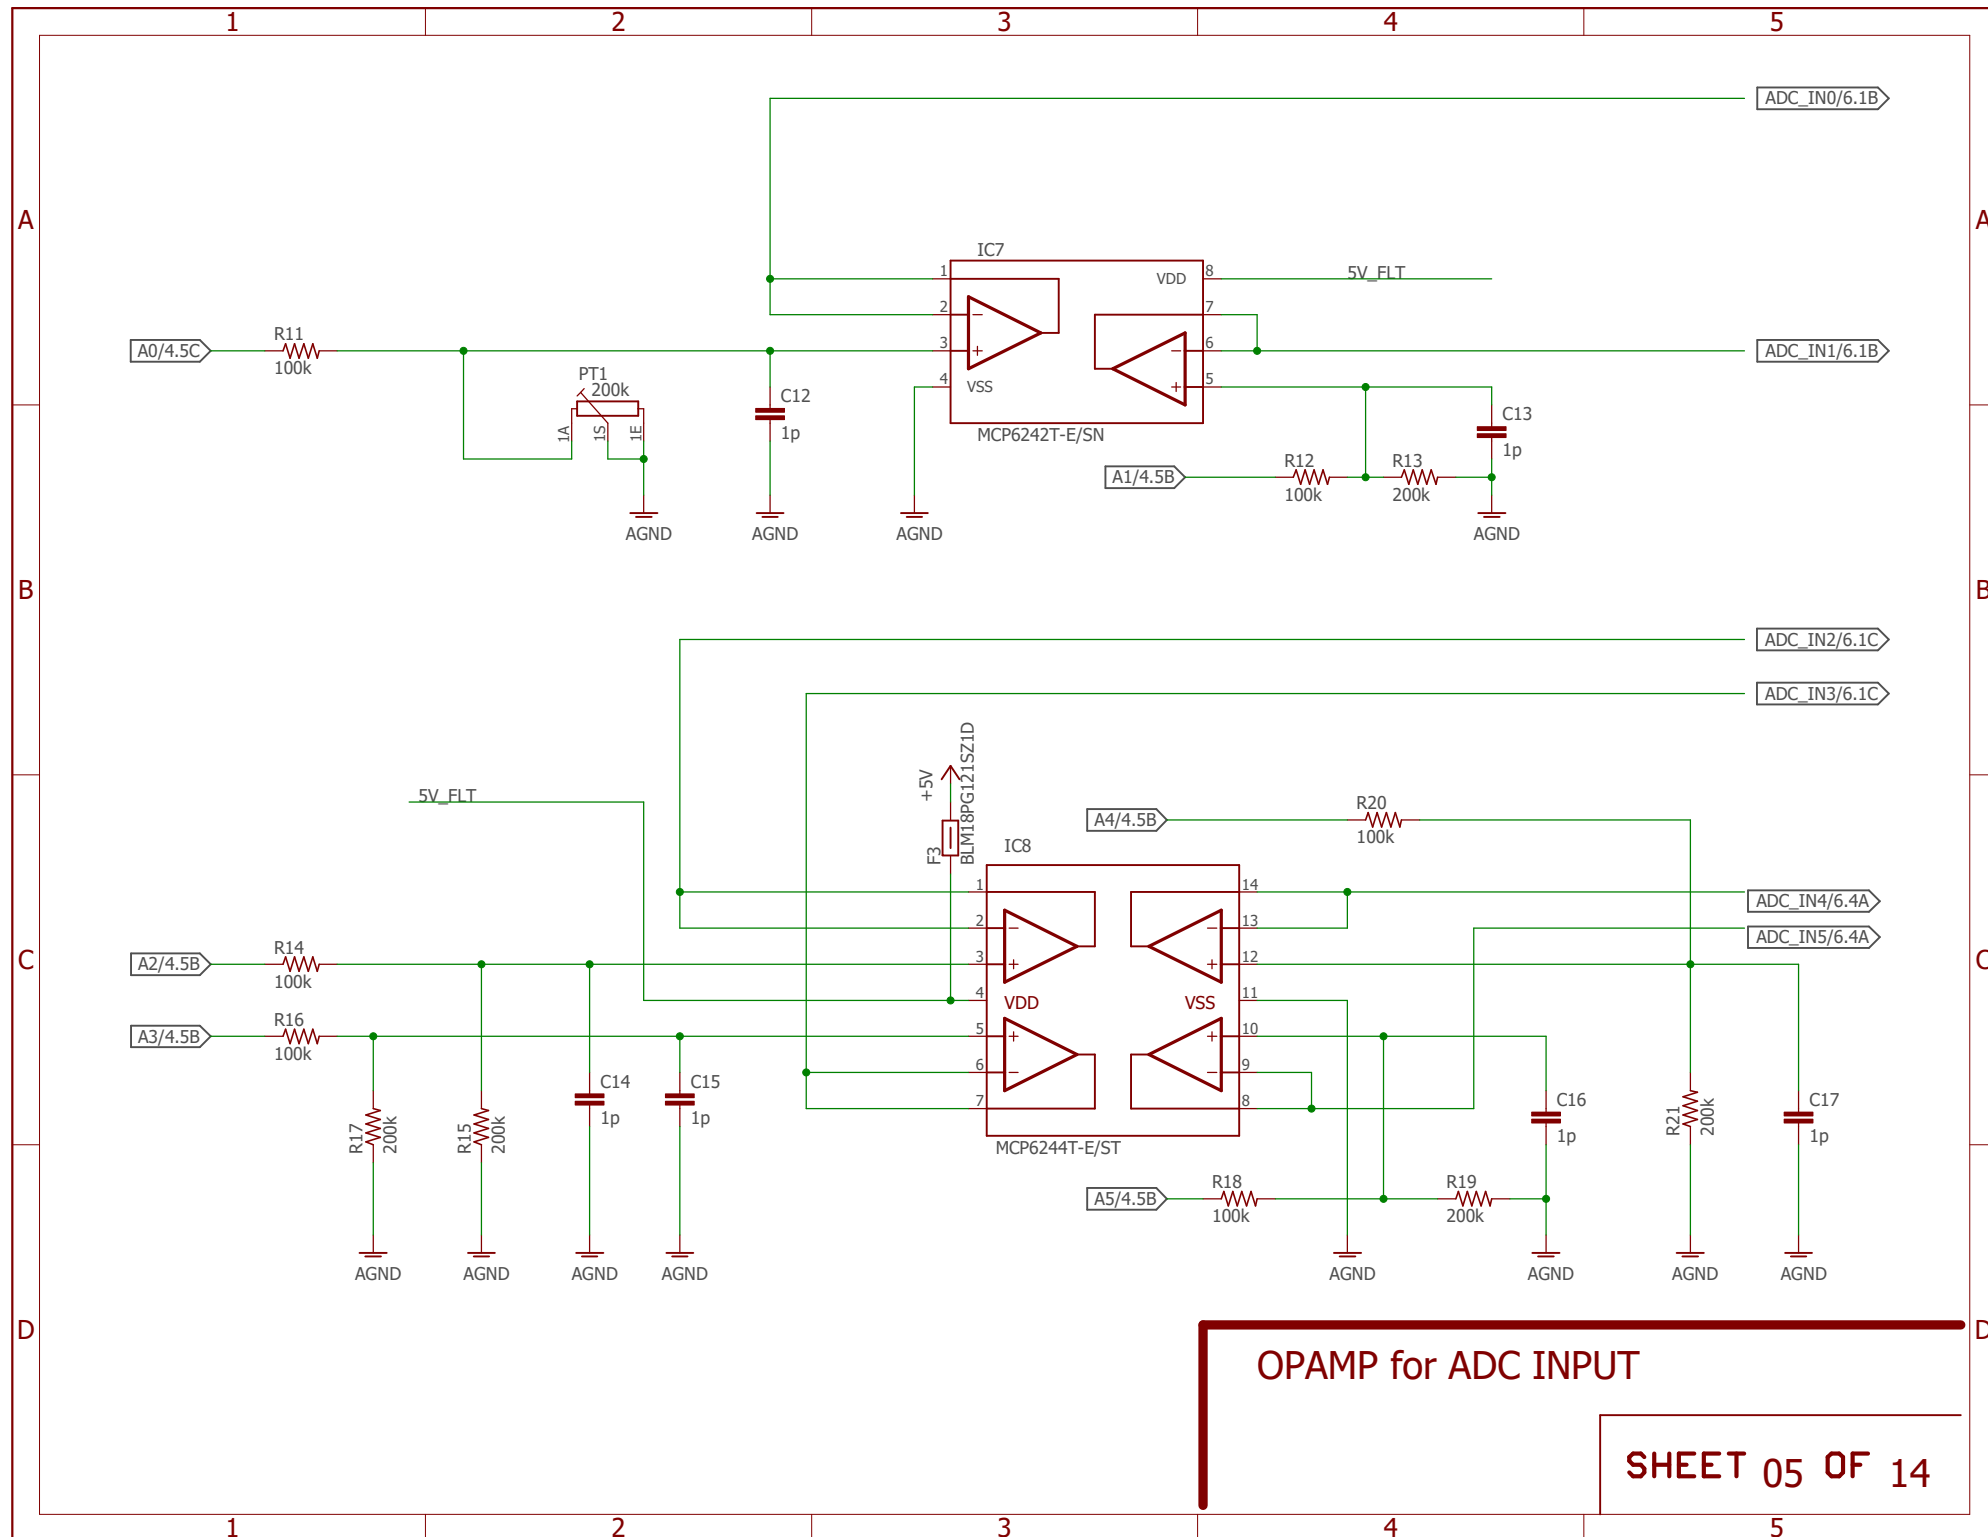 1 2 3 4 5
ADC_IN0/6.1B
A A
IC7
1 VDD 8
5V_FLT
2 7
A0/4.5C
R11
100k
3 6
ADC_IN1/6.1B
4 VSS 5
PT1
200k
1A 1S 1E
C12
1p
MCP6242T-E/SN
C13
1p
A1/4.5B
R12
100k
R13
200k
AGND AGND AGND AGND
B B
ADC_IN2/6.1C
ADC_IN3/6.1C
+5V
BLM18PG121SZ1D
F3
5V_FLT
A4/4.5B
R20
100k
IC8
1 14
ADC_IN4/6.4A
2 13
ADC_IN5/6.4A
C C
A2/4.5B
R14
100k
3 12
4 VDD VSS 11
A3/4.5B
R16
100k
5 10
6 9
7 8
C14
1p
C15
1p
C16
1p
C17
1p
R17
200k
R15
200k
R21
200k
MCP6244T-E/ST
A5/4.5B
R18
100k
R19
200k
AGND AGND AGND AGND AGND AGND AGND AGND
D D
OPAMP for ADC INPUT
SHEET 05 OF 14
1 2 3 4 5